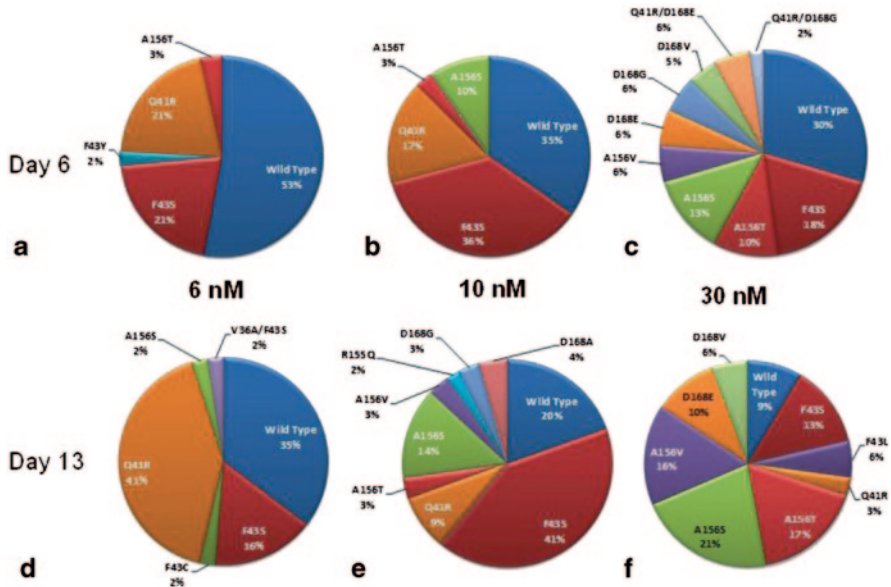 Day 6
A156T
3%
Q41R
21%
F43Y
2%
F43S
21%
Wild Type
53%
a
A156T
3%
A156S
10%
Q41R
17%
Wild Type
35%
F43S
36%
b
Q41R/D168E
6%
Q41R/D168G
2%
D168V
5%
D168G
6%
D168E
6%
A156V
6%
A156S
13%
A156T
10%
F43S
18%
Wild Type
30%
c
6 nM
10 nM
30 nM
Day 13
A156S
2%
V36A/F43S
2%
Wild Type
35%
Q41R
41%
F43S
16%
F43C
2%
d
D168G
3%
D168A
4%
R155Q
2%
A156V
3%
A156S
14%
A156T
3%
Q41R
9%
Wild Type
20%
F43S
41%
e
D168V
6%
Wild
Type
9%
D168E
10%
F43S
13%
F43L
6%
A156V
16%
Q41R
3%
A156T
17%
A156S
21%
f